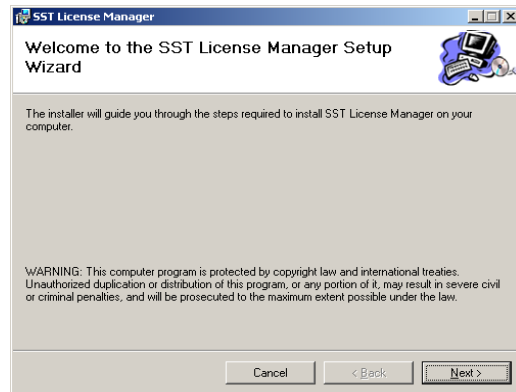 SST License Manager
Welcome to the SST License Manager Setup
Wizard
The installer will guide you through the steps required to install SST License Manager on your
computer.
WARNING: This computer program is protected by copyright law and international treaties.
Unauthorized duplication or distribution of this program, or any portion of it, may result in severe civil
or criminal penalties, and will be prosecuted to the maximum extent possible under the law.
Cancel
< Back
Next >